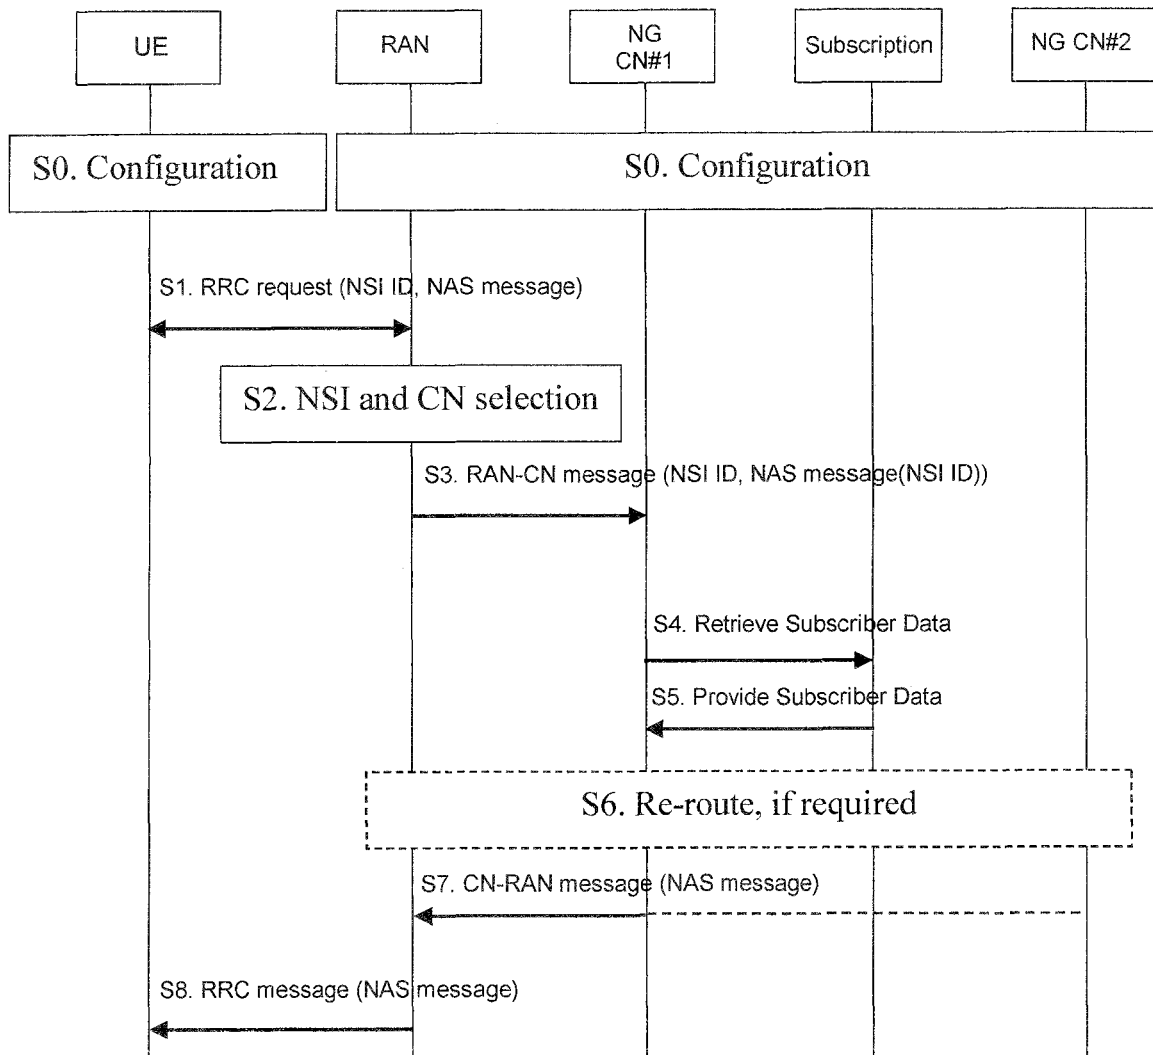 UE
RAN
NG
CN#1
Subscription
NG CN#2
S0. Configuration
S0. Configuration
S1. RRC request (NSI ID, NAS message)
S2. NSI and CN selection
S3. RAN-CN message (NSI ID, NAS message(NSI ID))
S4. Retrieve Subscriber Data
S5. Provide Subscriber Data
S6. Re-route, if required
S7. CN-RAN message (NAS message)
S8. RRC message (NAS message)